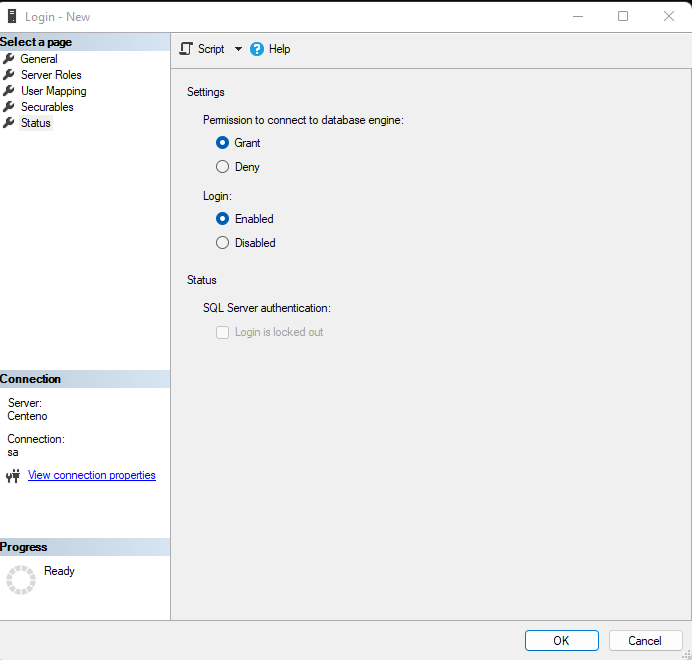 Login - New
Select a page
General
Server Roles
User Mapping
Securables
Status
Script
Help
Settings
Permission to connect to database engine:
Grant
Deny
Login:
Enabled
Disabled
Status
SQL Server authentication:
Login is locked out
Connection
Server:
Centeno
Connection:
sa
View connection properties
Progress
Ready
OK
Cancel